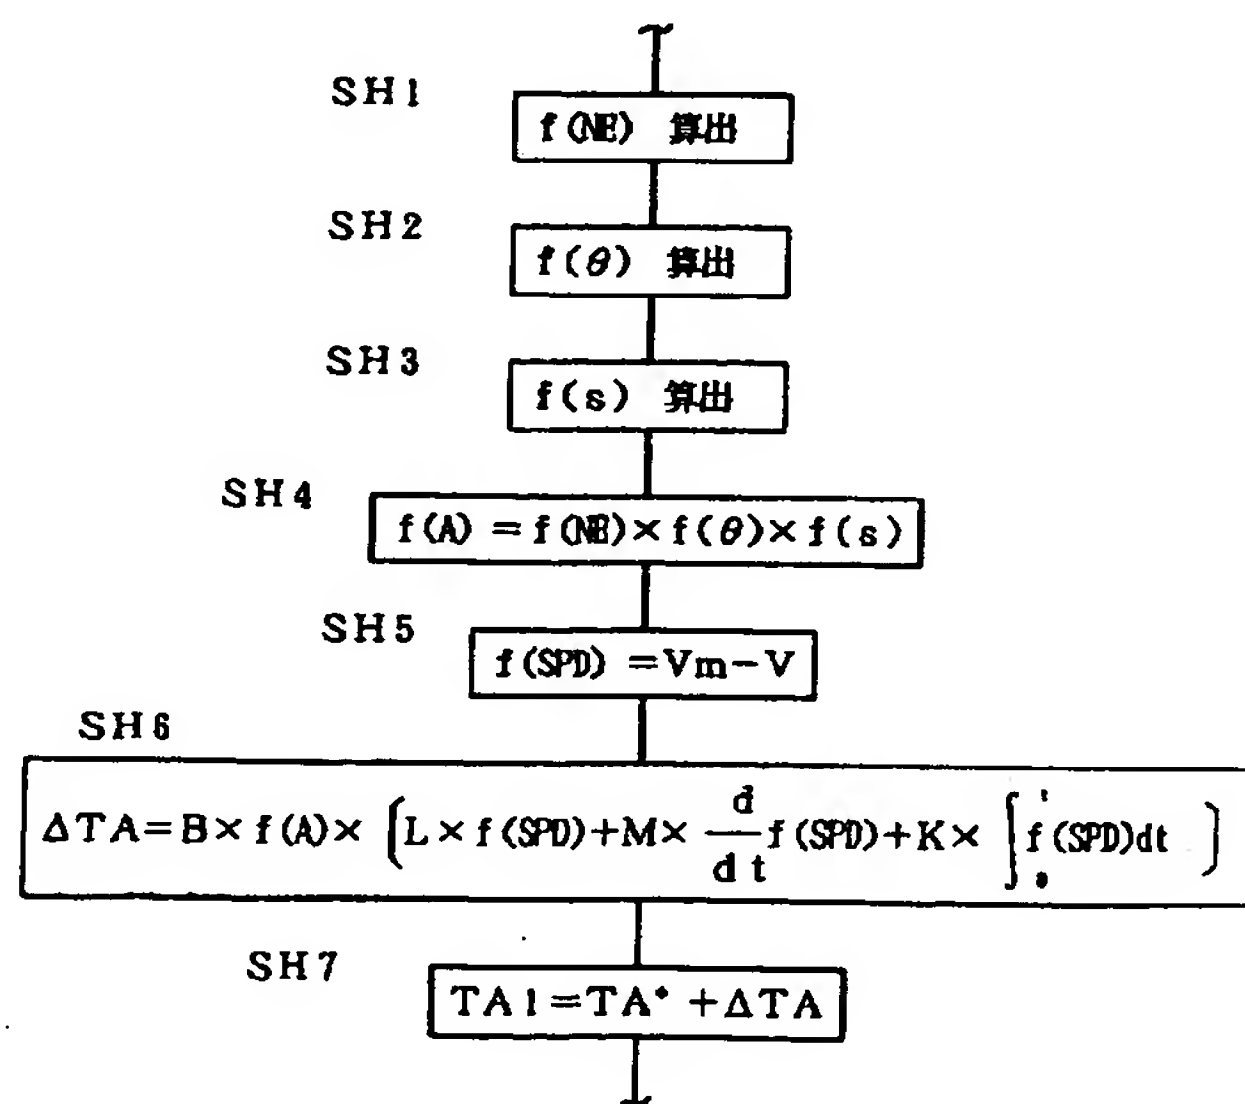 SH1
f(NE) 算出
SH2
f(θ) 算出
SH3
f(s) 算出
SH4
f(A)=f(NE)×f(θ)×f(s)
SH5
f(SPD)=Vm-V
SH6
ΔTA=B×f(A)×[L×f(SPD)+M×d/dt f(SPD)+K×∫f(SPD)dt]
SH7
TA1=TA*+ΔTA